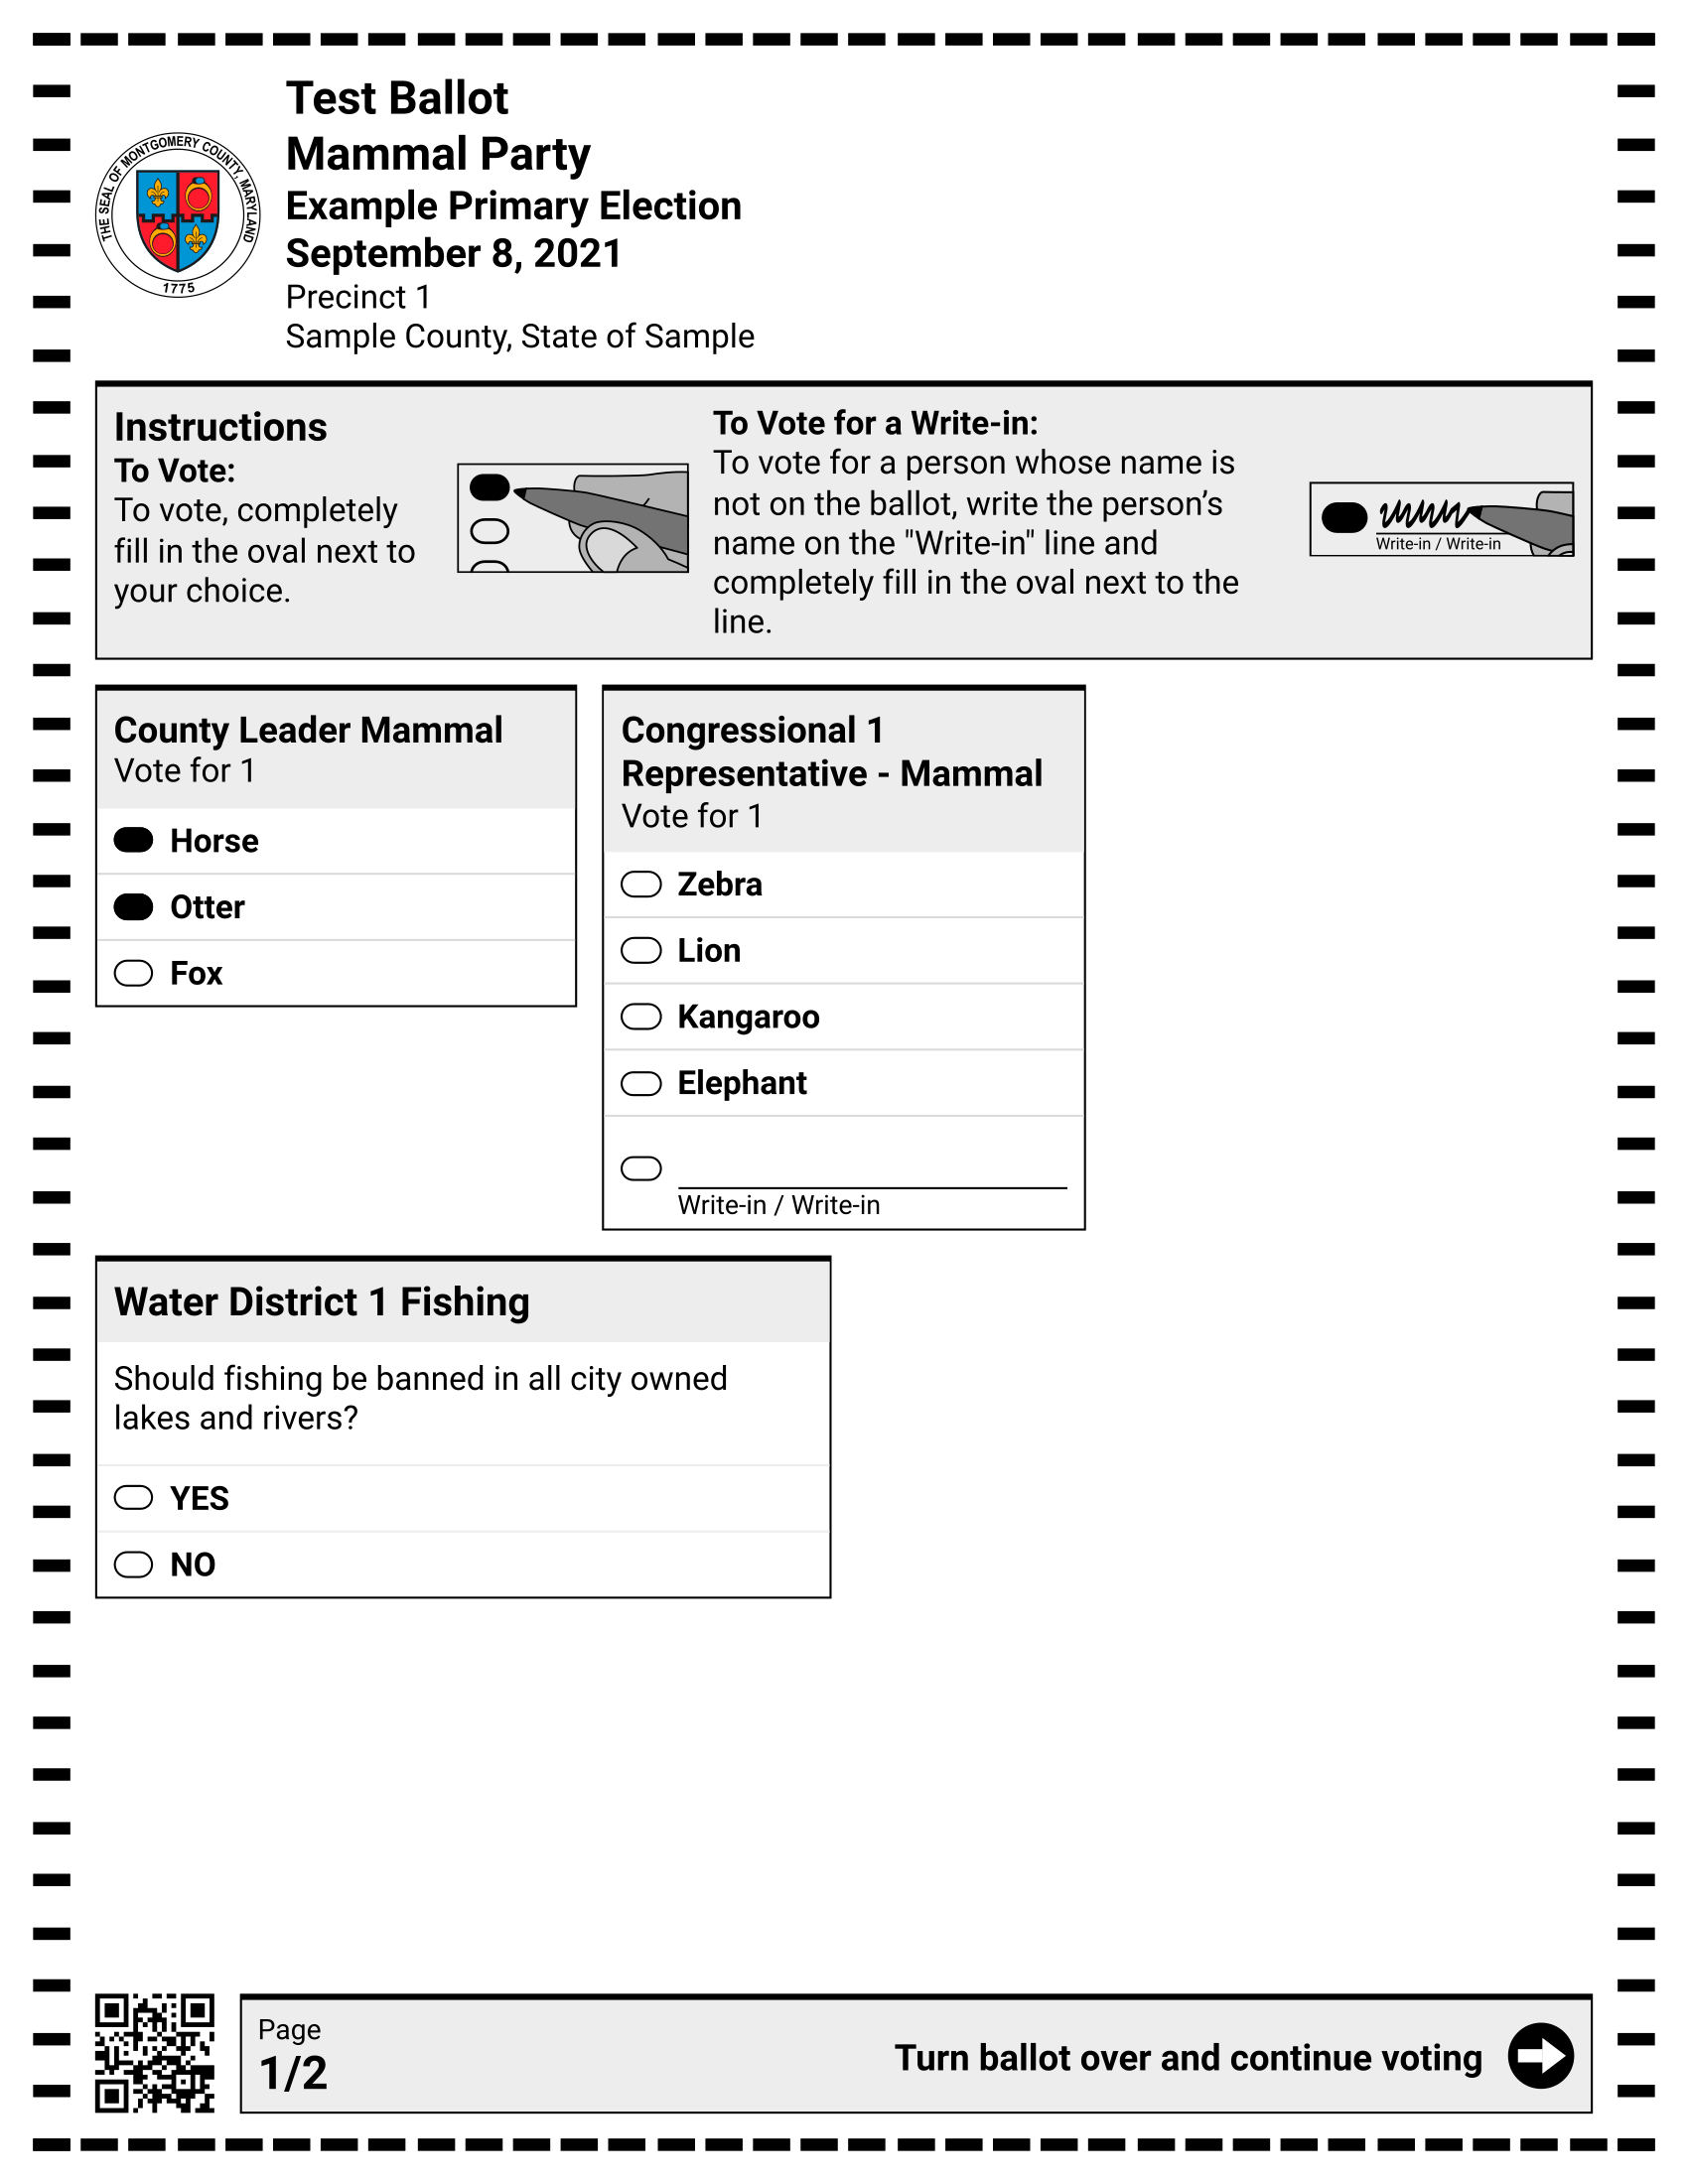 Test Ballot
Mammal Party
Example Primary Election
September 8, 2021
Precinct 1
Sample County, State of Sample
THE SEAL OF MONTGOMERY COUNTY, MARYLAND
1775
Instructions
To Vote:
To vote, completely
fill in the oval next to
your choice.
To Vote for a Write-in:
To vote for a person whose name is
not on the ballot, write the person’s
name on the "Write-in" line and
completely fill in the oval next to the
line.
Write-in / Write-in
County Leader Mammal
Vote for 1
Horse
Otter
Fox
Congressional 1
Representative - Mammal
Vote for 1
Zebra
Lion
Kangaroo
Elephant
Write-in / Write-in
Water District 1 Fishing
Should fishing be banned in all city owned
lakes and rivers?
YES
NO
Page
1/2
Turn ballot over and continue voting